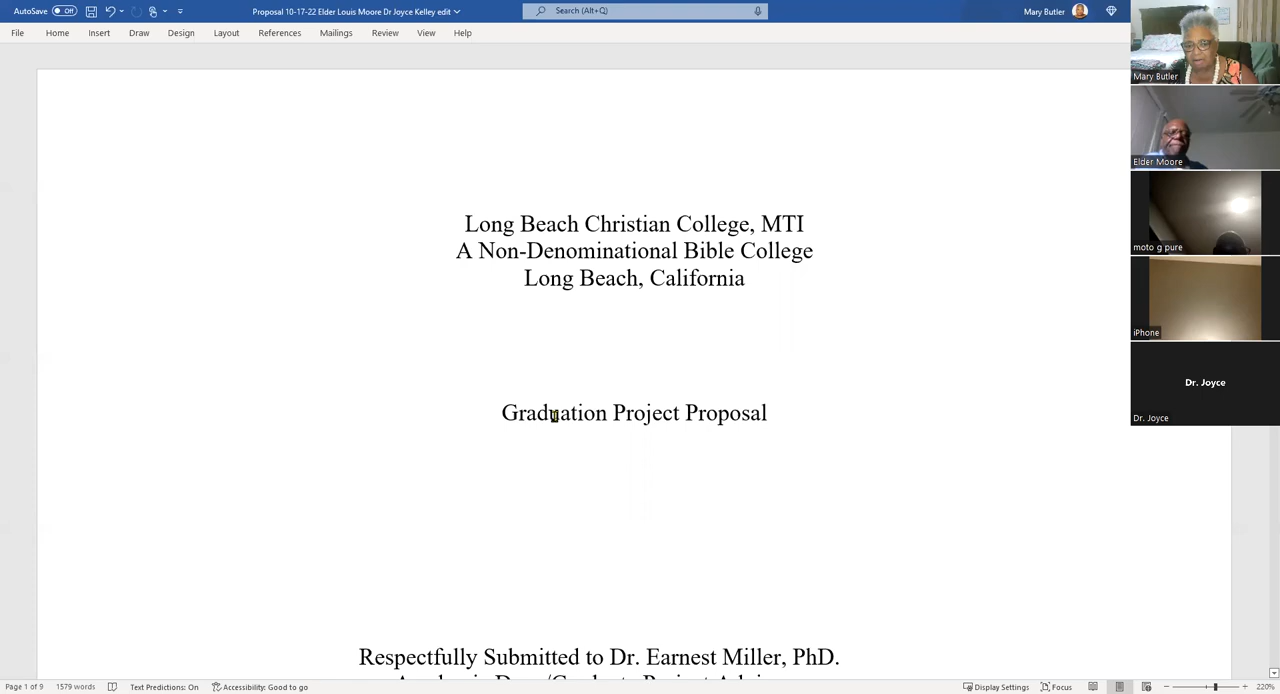 AutoSave Off Proposal 10-17-22 Elder Louis Moore Dr Joyce Kelley edit Search (Alt+Q) Mary Butler
File Home Insert Draw Design Layout References Mailings Review View Help
Mary Butler
Elder Moore
moto g pure
iPhone
Dr. Joyce
Dr. Joyce
Long Beach Christian College, MTI
A Non-Denominational Bible College
Long Beach, California
Graduation Project Proposal
Respectfully Submitted to Dr. Earnest Miller, PhD.
Page 1 of 9 1579 words Text Predictions: On Accessibility: Good to go Display Settings Focus 220%